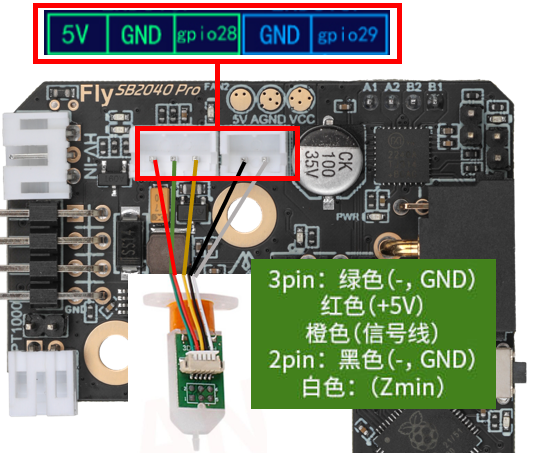 5V GND gpio28 GND gpio29
Fly SB2040 Pro
FAN2
5V AGND VCC
A1 A2 B2 B1
HV-IN
CK
100
35V
PWR
SS14
GND
PT1000
3pin：绿色(-, GND)
红色(+5V)
橙色(信号线)
2pin：黑色(-, GND)
白色：(Zmin)